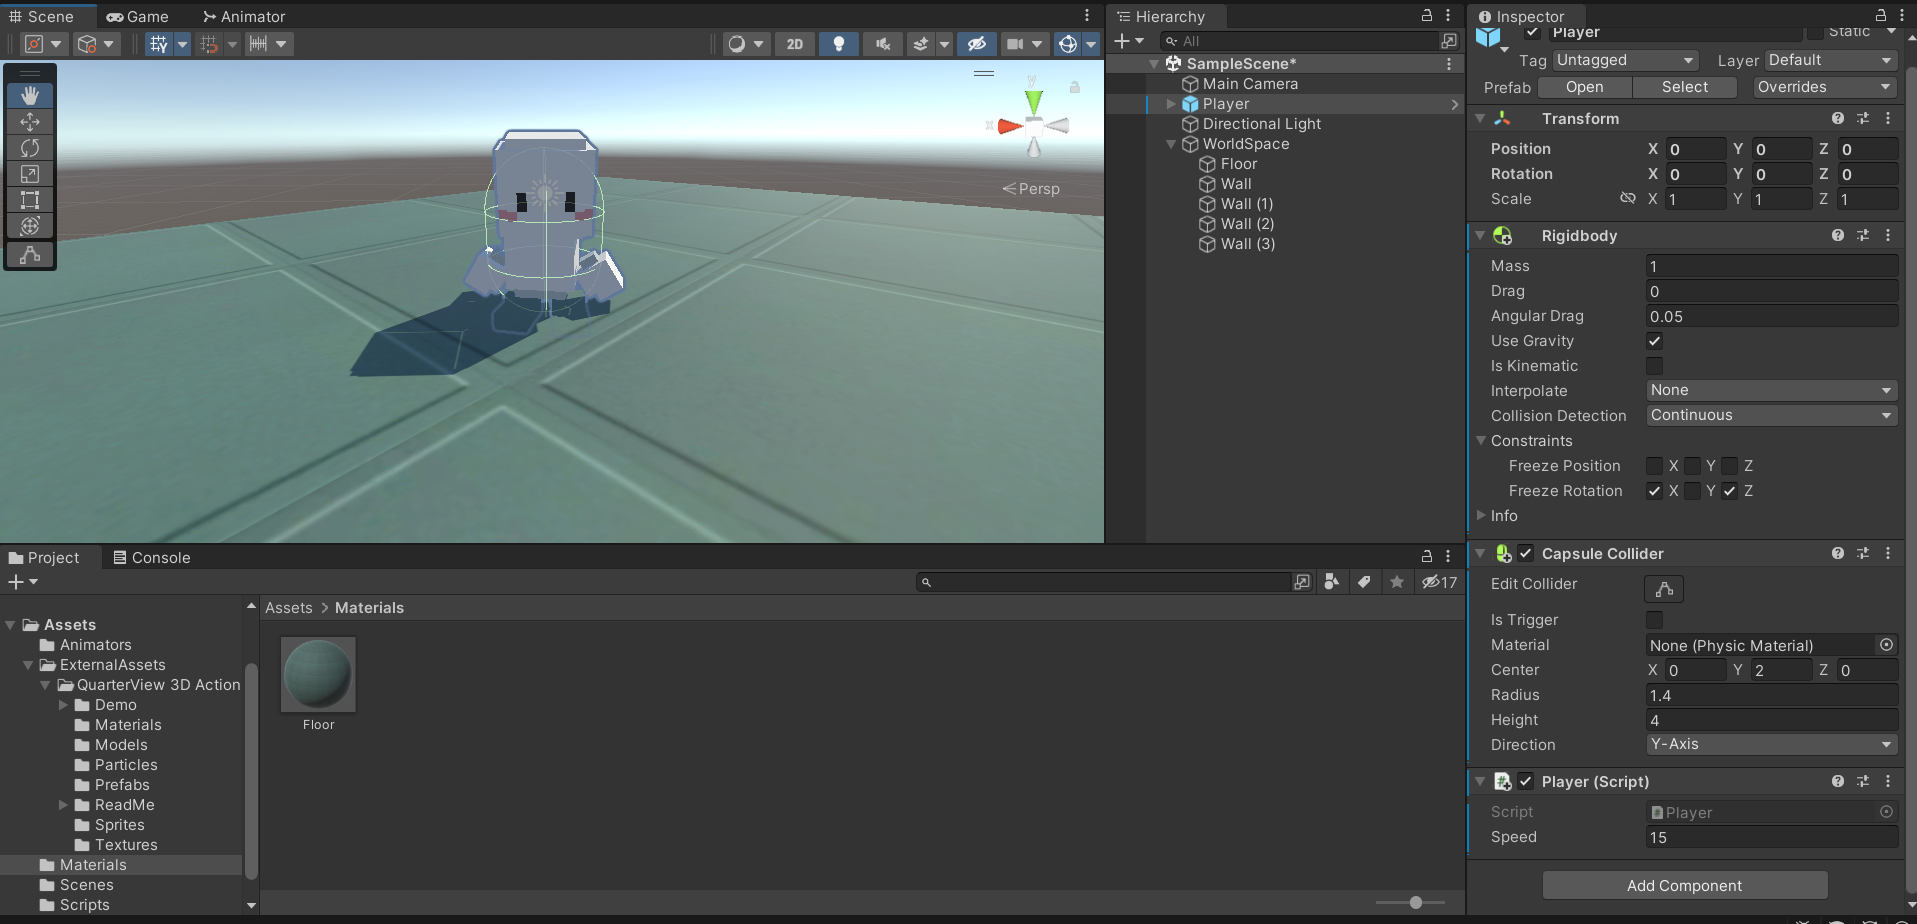 Scene
Game
Animator
2D
y
x
Persp
Hierarchy
All
SampleScene*
Main Camera
Player
Directional Light
WorldSpace
Floor
Wall
Wall (1)
Wall (2)
Wall (3)
Project
Console
17
Assets
Animators
ExternalAssets
QuarterView 3D Action
Demo
Materials
Models
Particles
Prefabs
ReadMe
Sprites
Textures
Materials
Scenes
Scripts
Assets > Materials
Floor
Inspector
Player Static
Tag Untagged Layer Default
Prefab Open Select Overrides
Transform
Position X 0 Y 0 Z 0
Rotation X 0 Y 0 Z 0
Scale X 1 Y 1 Z 1
Rigidbody
Mass 1
Drag 0
Angular Drag 0.05
Use Gravity
Is Kinematic
Interpolate None
Collision Detection Continuous
Constraints
Freeze Position X Y Z
Freeze Rotation X Y Z
Info
Capsule Collider
Edit Collider
Is Trigger
Material None (Physic Material)
Center X 0 Y 2 Z 0
Radius 1.4
Height 4
Direction Y-Axis
Player (Script)
Script Player
Speed 15
Add Component